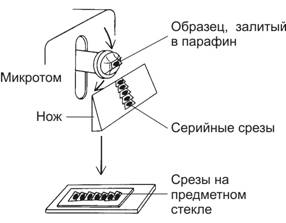 Образец, залитый
в парафин
Микротом
Нож
Серийные срезы
Срезы на
предметном
стекле